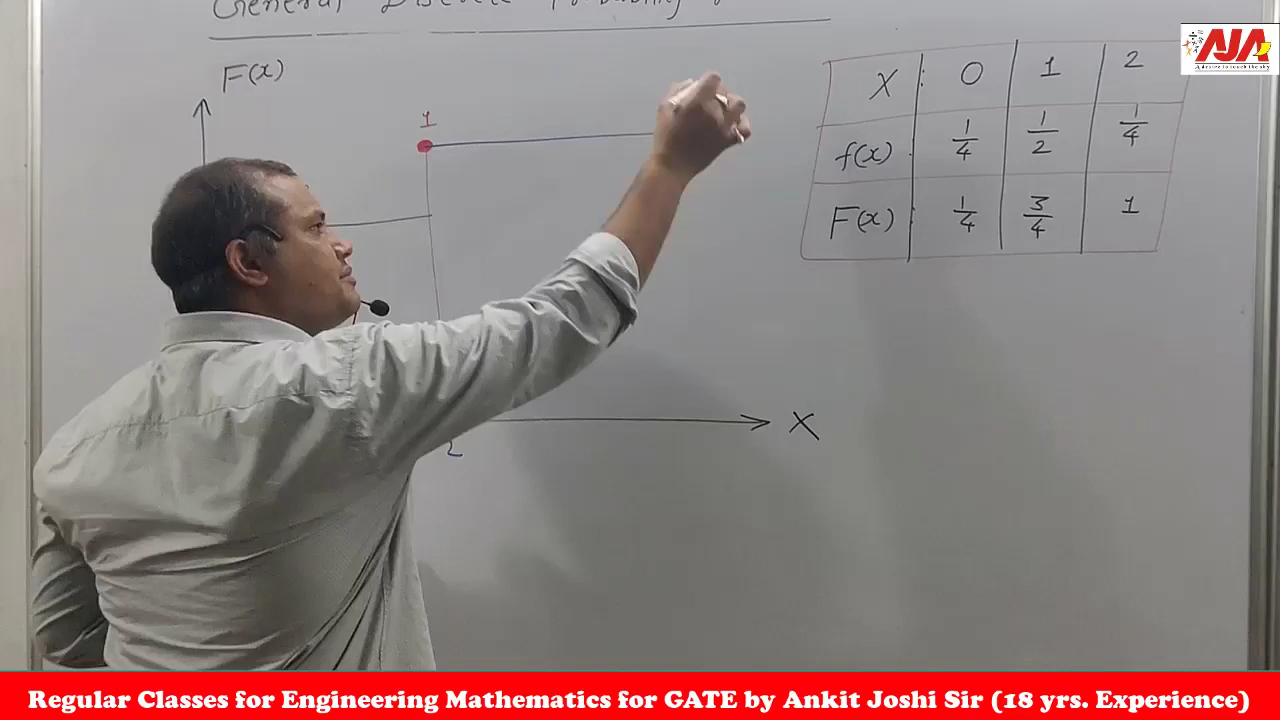 General Discrete Probability
F(x)
1
2
X
X : 0 1 2
f(x) : 1/4 1/2 1/4
F(x) : 1/4 3/4 1
AJA
A desire to touch the sky
Regular Classes for Engineering Mathematics for GATE by Ankit Joshi Sir (18 yrs. Experience)